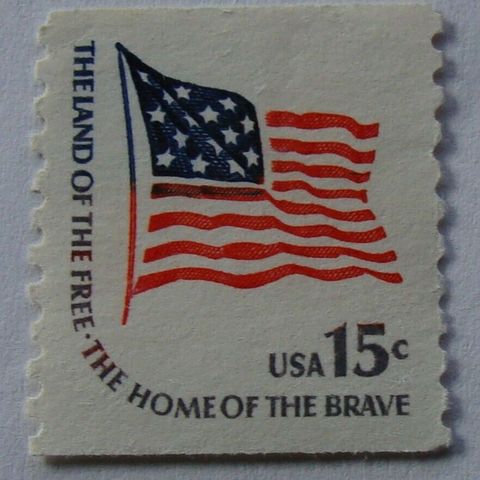 THE LAND OF THE FREE · THE HOME OF THE BRAVE
USA 15c